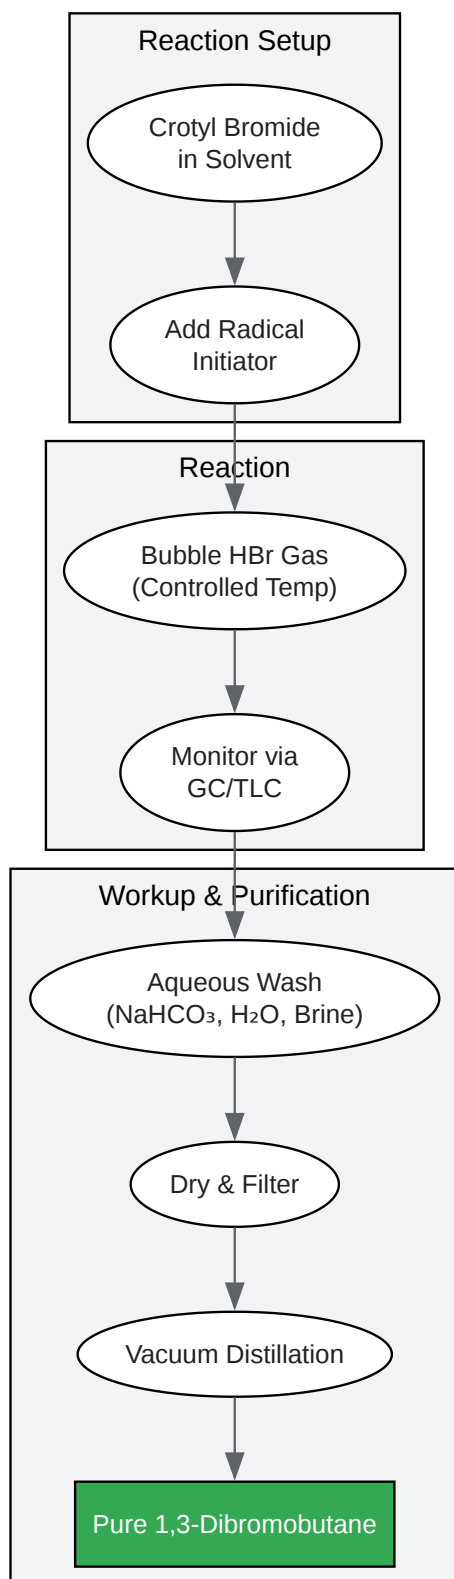 Reaction Setup
Crotyl Bromide
in Solvent
Add Radical
Initiator
Reaction
Bubble HBr Gas
(Controlled Temp)
Monitor via
GC/TLC
Workup & Purification
Aqueous Wash
(NaHCO₃, H₂O, Brine)
Dry & Filter
Vacuum Distillation
Pure 1,3-Dibromobutane